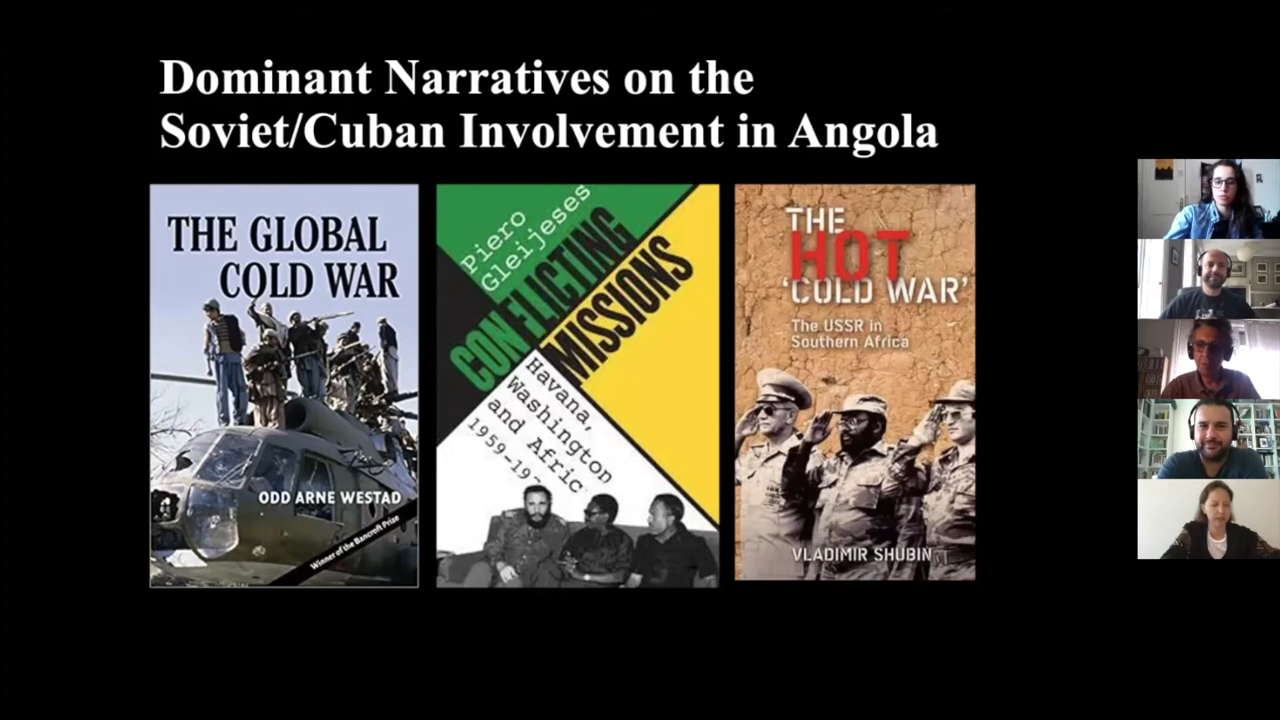 Dominant Narratives on the
Soviet/Cuban Involvement in Angola
THE GLOBAL
COLD WAR
ODD ARNE WESTAD
Winner of the Bancroft Prize
Piero
Gleijeses
CONFLICTING
MISSIONS
Havana,
Washington
and Afric
1959-19
THE
HOT
'COLD WAR'
The USSR in
Southern Africa
VLADIMIR SHUBIN